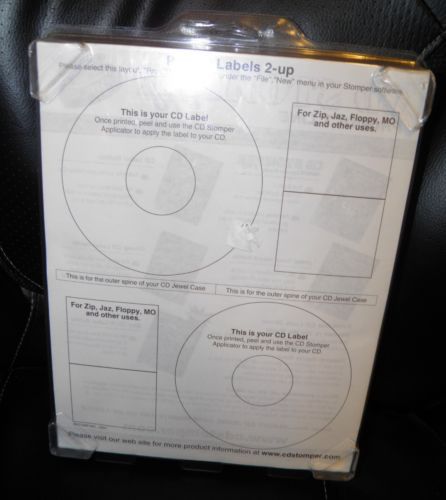 Labels 2-up
Please select this layout, under the "File", "New" menu in your Stomper software.
This is your CD Label
Once printed, peel and use the CD Stomper
Applicator to apply the label to your CD.
For Zip, Jaz, Floppy, MO
and other uses.
This is for the outer spine of your CD Jewel Case
This is for the outer spine of your CD Jewel Case
For Zip, Jaz, Floppy, MO
and other uses.
This is your CD Label
Once printed, peel and use the CD Stomper
Applicator to apply the label to your CD.
Please visit our web site for more product information at www.cdstomper.com